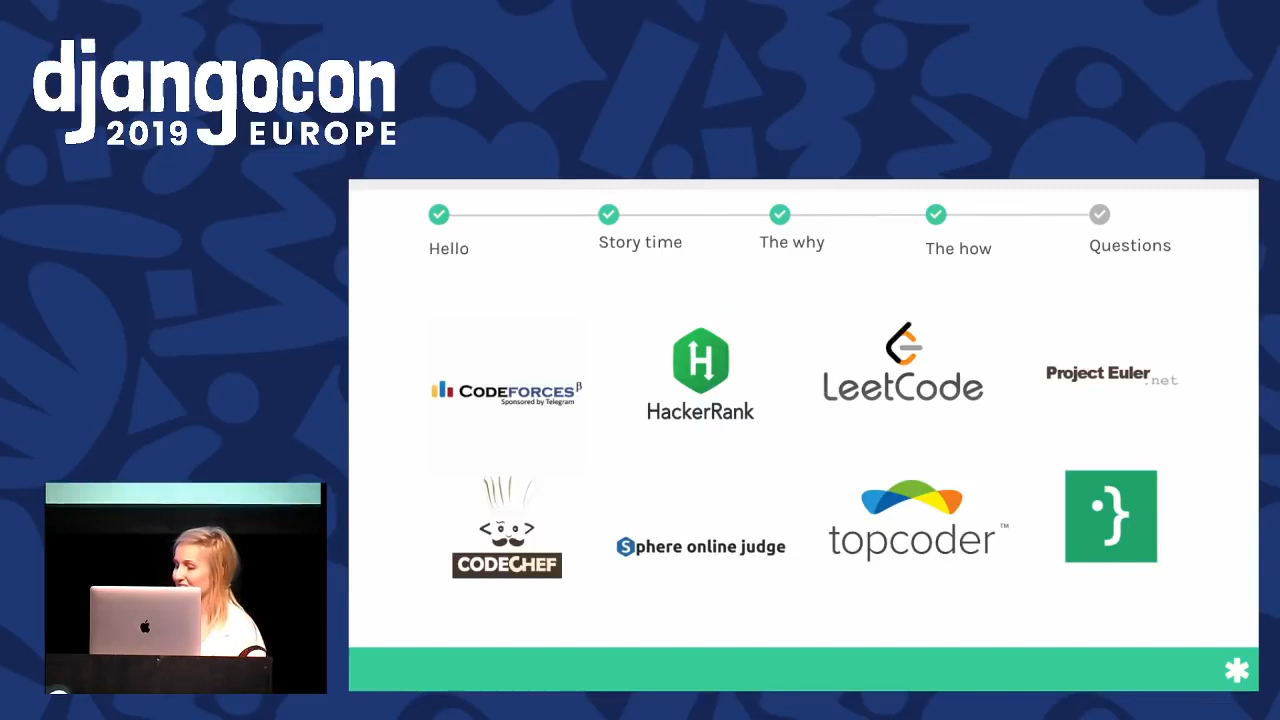 djangocon
2019 EUROPE
Hello
Story time
The why
The how
Questions
CODEFORCES β
Sponsored by Telegram
HackerRank
LeetCode
Project Euler.net
CODECHEF
Sphere online judge
topcoder™